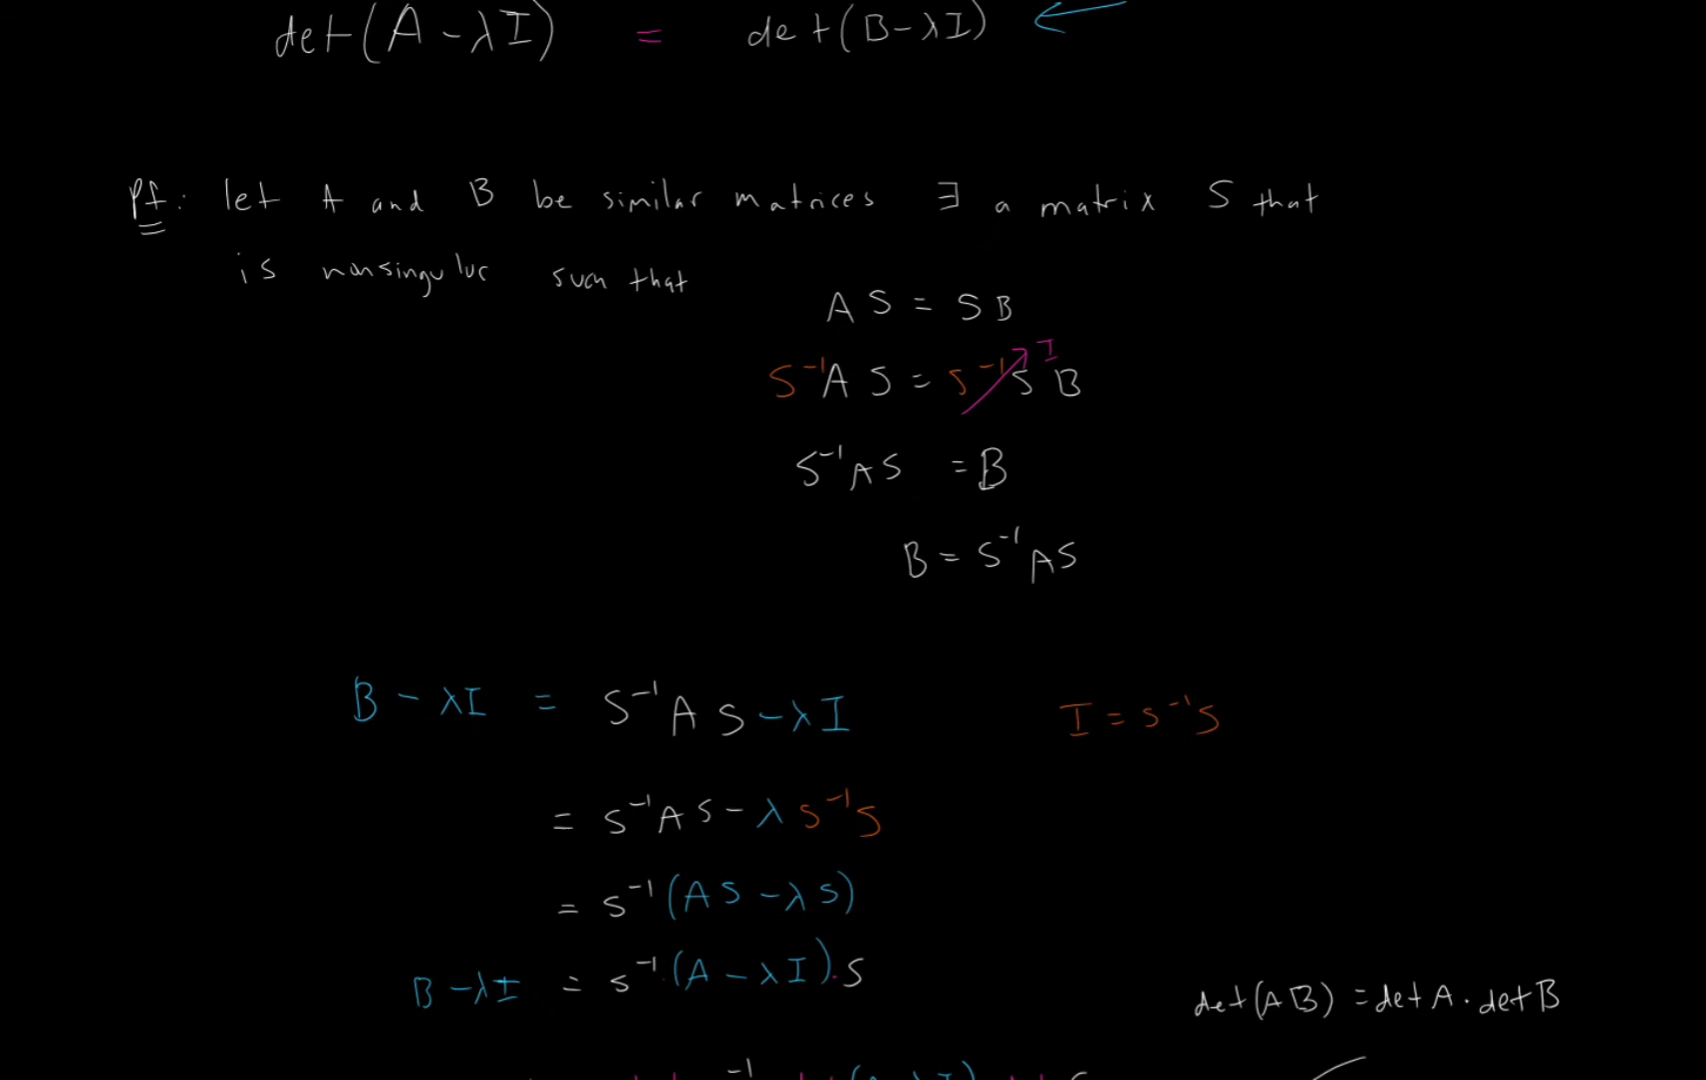 det(A - λI) = det(B - λI)
Pf: let A and B be similar matrices ∃ a matrix S that
is nonsingular such that
AS = SB
S⁻¹AS = S⁻¹S I B
S⁻¹AS = B
B = S⁻¹AS
B - λI = S⁻¹AS - λI I = S⁻¹S
= S⁻¹AS - λS⁻¹S
= S⁻¹(AS - λS)
B - λI = S⁻¹·(A - λI)·S
det(AB) = det A · det B